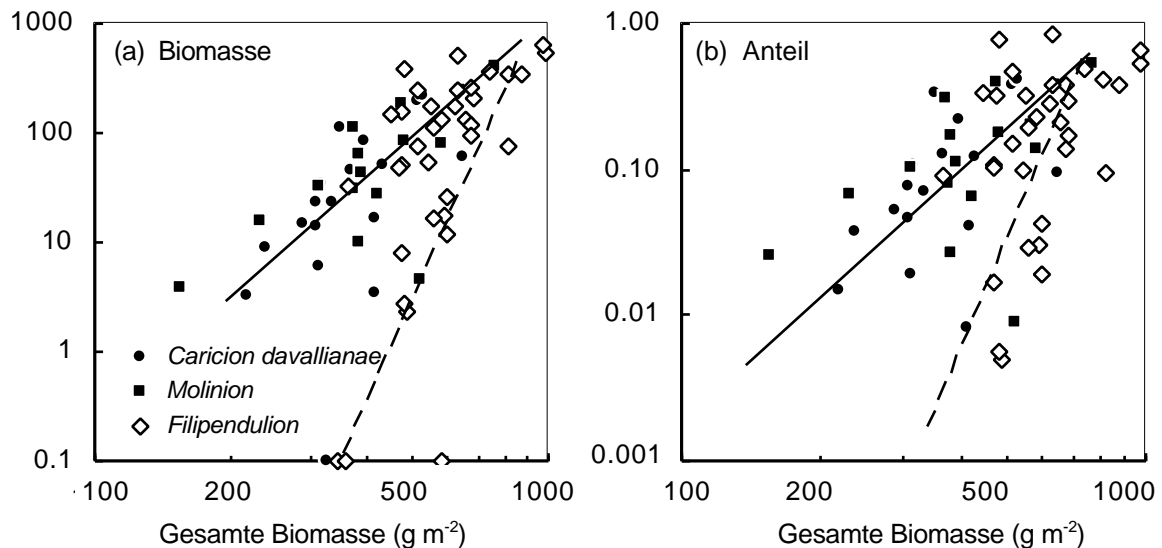 (a) Biomasse
1000
100
10
1
0.1
Caricion davallianae
Molinion
Filipendulion
100 200 500 1000
Gesamte Biomasse (g m-2)
(b) Anteil
1.00
0.10
0.01
0.001
100 200 500 1000
Gesamte Biomasse (g m-2)